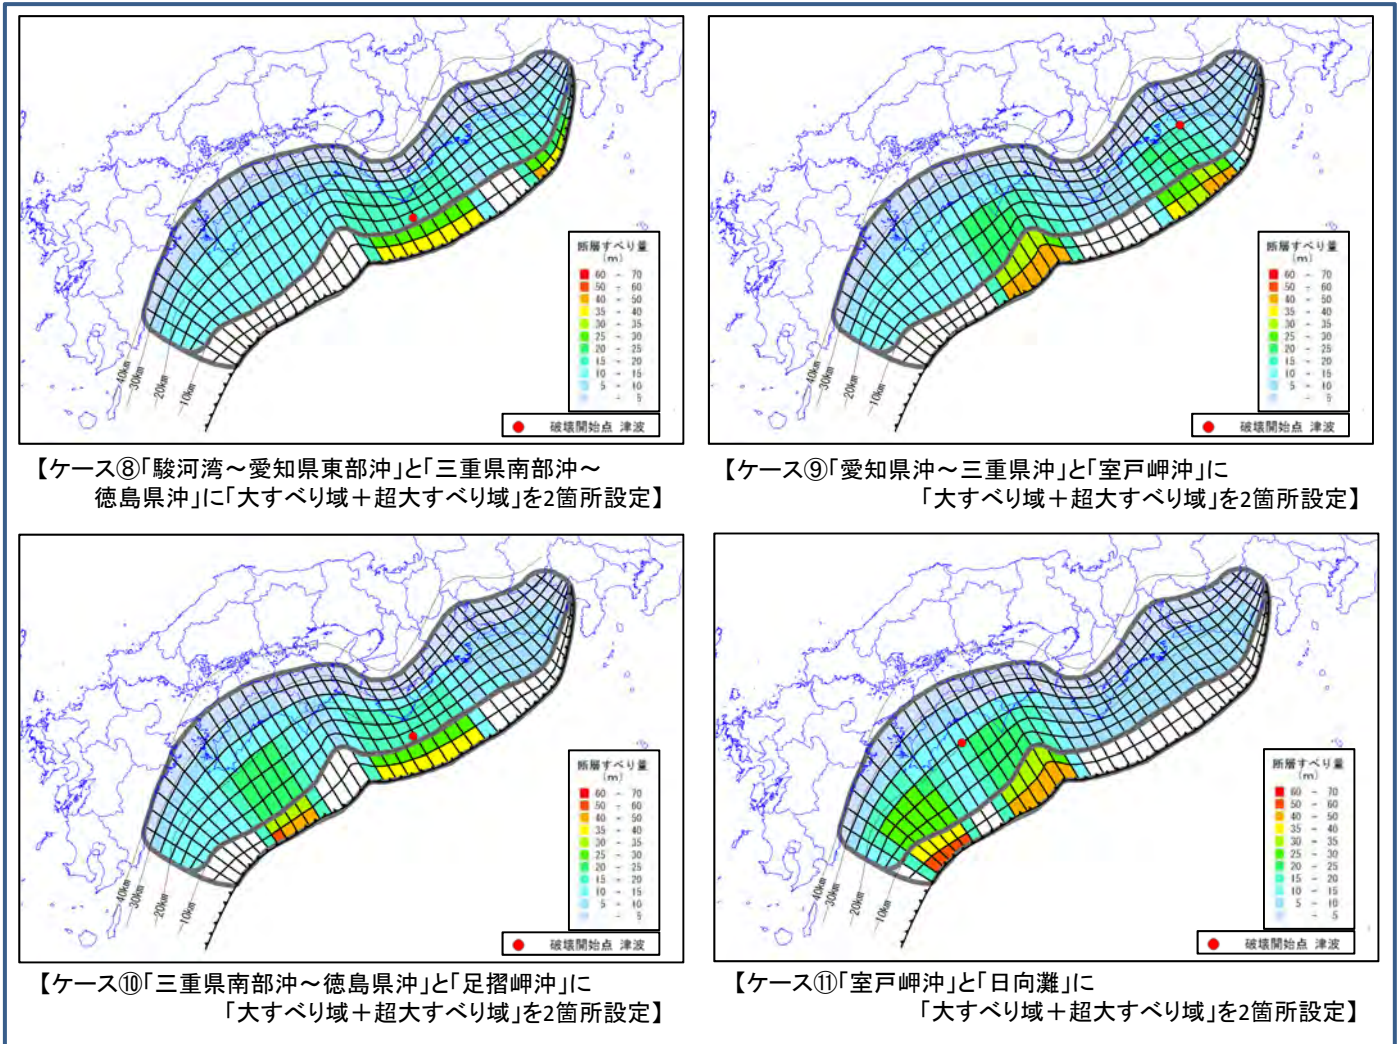 断層すべり量
(m)
60 - 70
50 - 60
40 - 50
35 - 40
30 - 35
25 - 30
20 - 25
15 - 20
10 - 15
5 - 10
- 5
40km
30km
20km
10km
破壊開始点 津波
【ケース⑧「駿河湾~愛知県東部沖」と「三重県南部沖~
徳島県沖」に「大すべり域+超大すべり域」を2箇所設定】
断層すべり量
(m)
60 - 70
50 - 60
40 - 50
35 - 40
30 - 35
25 - 30
20 - 25
15 - 20
10 - 15
5 - 10
- 5
40km
30km
20km
10km
破壊開始点 津波
【ケース⑨「愛知県沖~三重県沖」と「室戸岬沖」に
「大すべり域+超大すべり域」を2箇所設定】
断層すべり量
(m)
60 - 70
50 - 60
40 - 50
35 - 40
30 - 35
25 - 30
20 - 25
15 - 20
10 - 15
5 - 10
- 5
40km
30km
20km
10km
破壊開始点 津波
【ケース⑩「三重県南部沖~徳島県沖」と「足摺岬沖」に
「大すべり域+超大すべり域」を2箇所設定】
断層すべり量
(m)
60 - 70
50 - 60
40 - 50
35 - 40
30 - 35
25 - 30
20 - 25
15 - 20
10 - 15
5 - 10
- 5
40km
30km
20km
10km
破壊開始点 津波
【ケース⑪「室戸岬沖」と「日向灘」に
「大すべり域+超大すべり域」を2箇所設定】